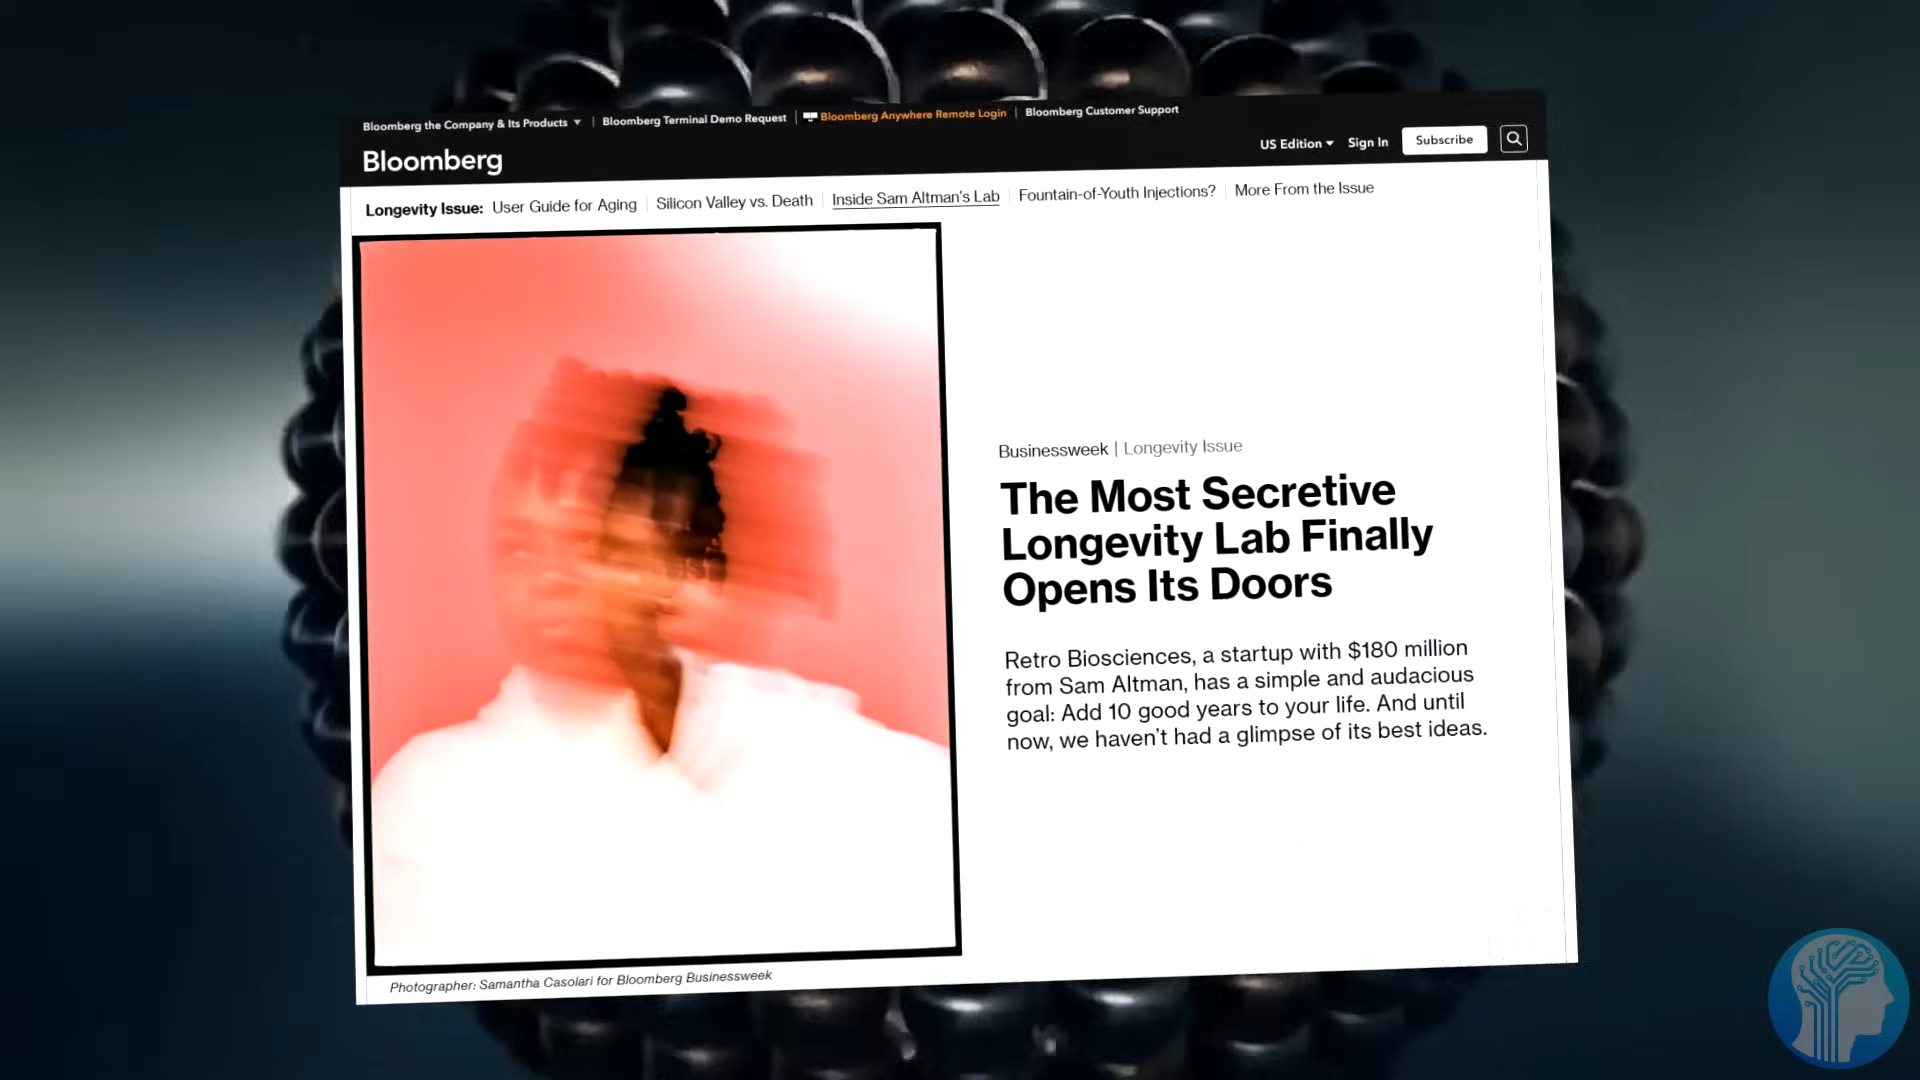 Bloomberg the Company & Its Products ▾ | Bloomberg Terminal Demo Request | Bloomberg Anywhere Remote Login | Bloomberg Customer Support
Bloomberg
US Edition ▾ Sign In Subscribe
Longevity Issue: User Guide for Aging | Silicon Valley vs. Death | Inside Sam Altman's Lab | Fountain-of-Youth Injections? | More From the Issue
Businessweek | Longevity Issue
The Most Secretive
Longevity Lab Finally
Opens Its Doors
Retro Biosciences, a startup with $180 million
from Sam Altman, has a simple and audacious
goal: Add 10 good years to your life. And until
now, we haven't had a glimpse of its best ideas.
Photographer: Samantha Casolari for Bloomberg Businessweek